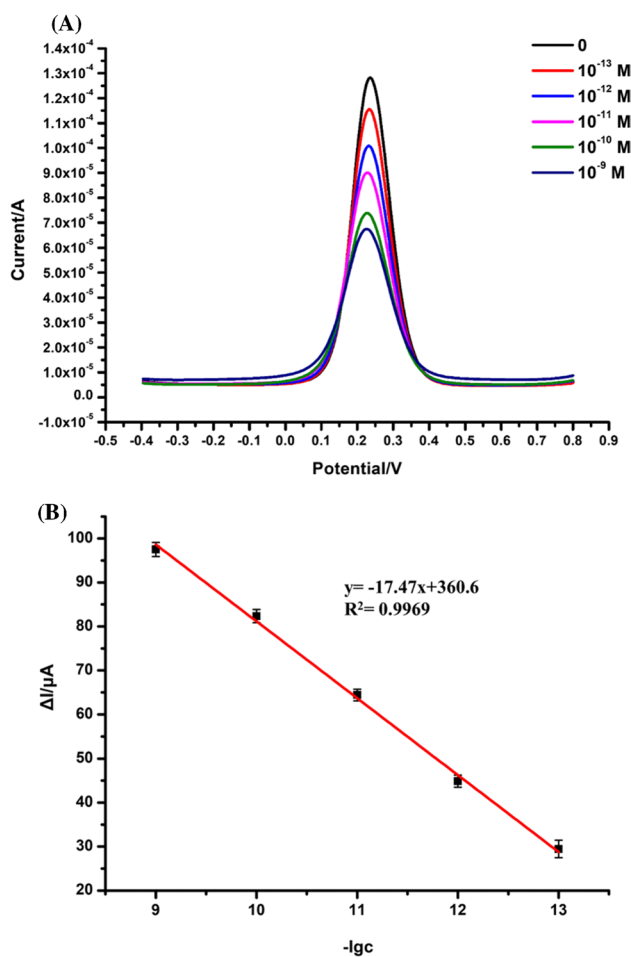 (A)
1.4x10⁻⁴
1.3x10⁻⁴
1.2x10⁻⁴
1.1x10⁻⁴
1.0x10⁻⁴
9.0x10⁻⁵
8.0x10⁻⁵
7.0x10⁻⁵
6.0x10⁻⁵
5.0x10⁻⁵
4.0x10⁻⁵
3.0x10⁻⁵
2.0x10⁻⁵
1.0x10⁻⁵
0.0
-1.0x10⁻⁵
Current/A
-0.5 -0.4 -0.3 -0.2 -0.1 0.0 0.1 0.2 0.3 0.4 0.5 0.6 0.7 0.8 0.9
Potential/V
0
10⁻¹³ M
10⁻¹² M
10⁻¹¹ M
10⁻¹⁰ M
10⁻⁹ M
(B)
100
90
80
70
60
50
40
30
20
ΔI/μA
y= -17.47x+360.6
R²= 0.9969
9 10 11 12 13
-lgc